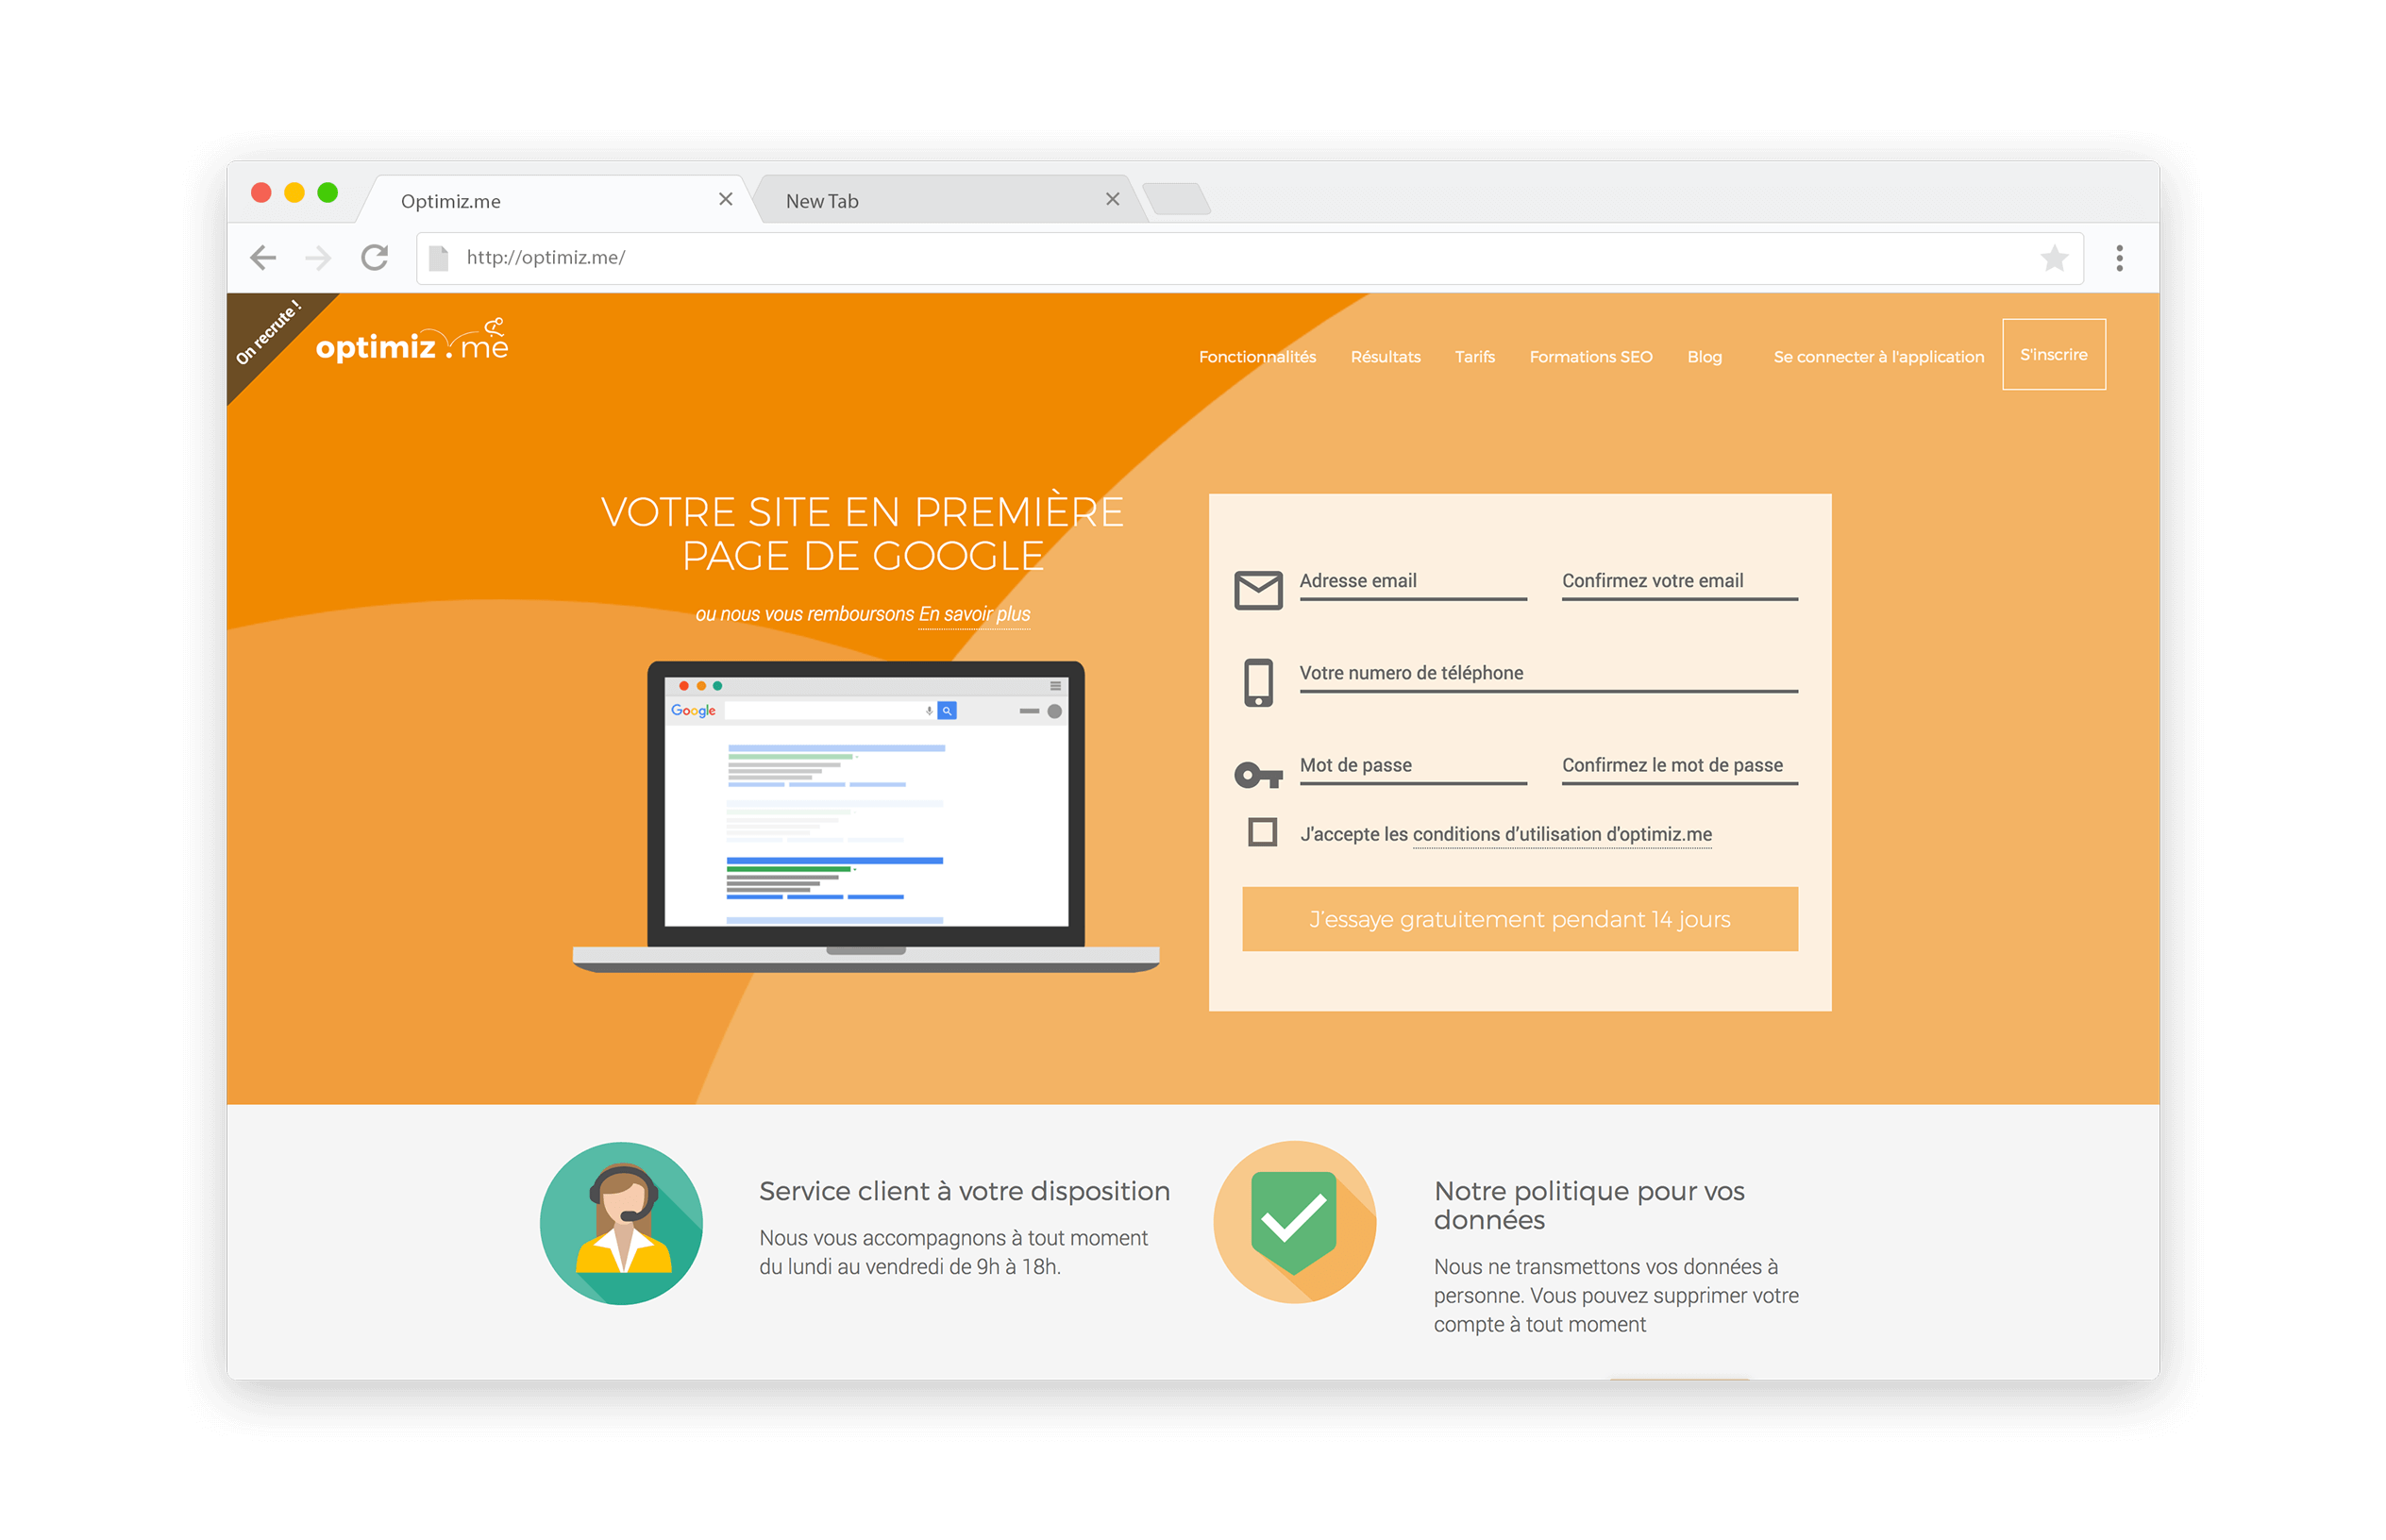 Optimiz.me
New Tab
http://optimiz.me/
On recrute !
optimiz.me
Fonctionnalités
Résultats
Tarifs
Formations SEO
Blog
Se connecter à l'application
S'inscrire
VOTRE SITE EN PREMIÈRE
PAGE DE GOOGLE
ou nous vous remboursons En savoir plus
Google
Adresse email
Confirmez votre email
Votre numero de téléphone
Mot de passe
Confirmez le mot de passe
J'accepte les conditions d’utilisation d'optimiz.me
J’essaye gratuitement pendant 14 jours
Service client à votre disposition
Nous vous accompagnons à tout moment
du lundi au vendredi de 9h à 18h.
Notre politique pour vos
données
Nous ne transmettons vos données à
personne. Vous pouvez supprimer votre
compte à tout moment